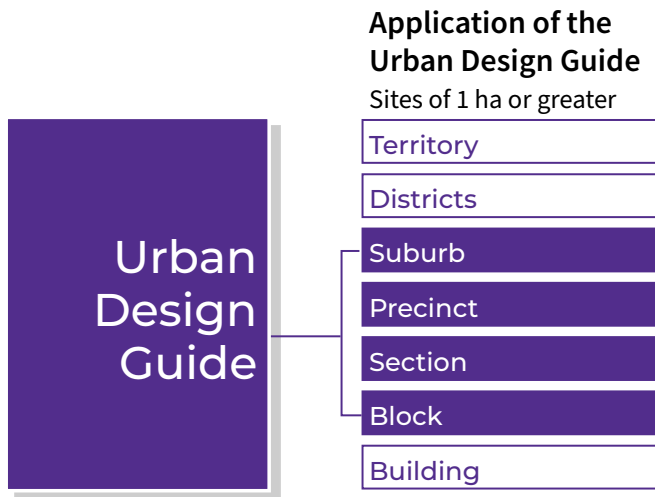 Application of the
Urban Design Guide
Sites of 1 ha or greater
Territory
Districts
Suburb
Precinct
Section
Block
Building
Urban
Design
Guide